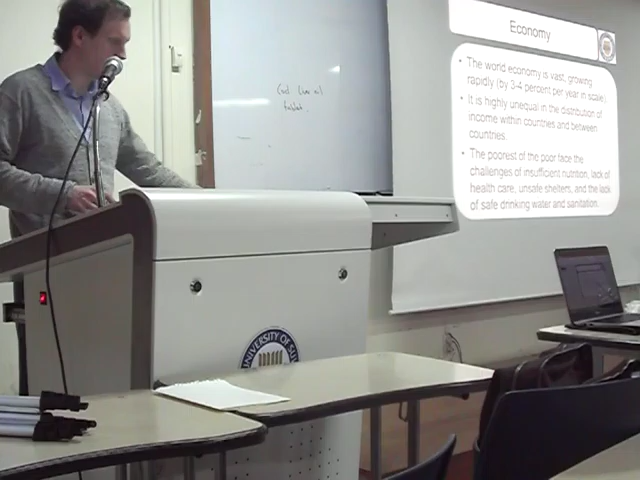 Economy
• The world economy is vast, growing
rapidly (by 3-4 percent per year in scale)
• It is highly unequal in the distribution of
income within countries and between
countries.
• The poorest of the poor face the
challenges of insufficient nutrition, lack of
health care, unsafe shelters, and the lack
of safe drinking water and sanitation.
UNIVERSITY OF